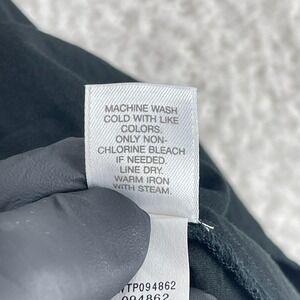 MACHINE WASH
COLD WITH LIKE
COLORS.
ONLY NON-
CHLORINE BLEACH
IF NEEDED.
LINE DRY.
WARM IRON
WITH STEAM.
VTP094862
094862